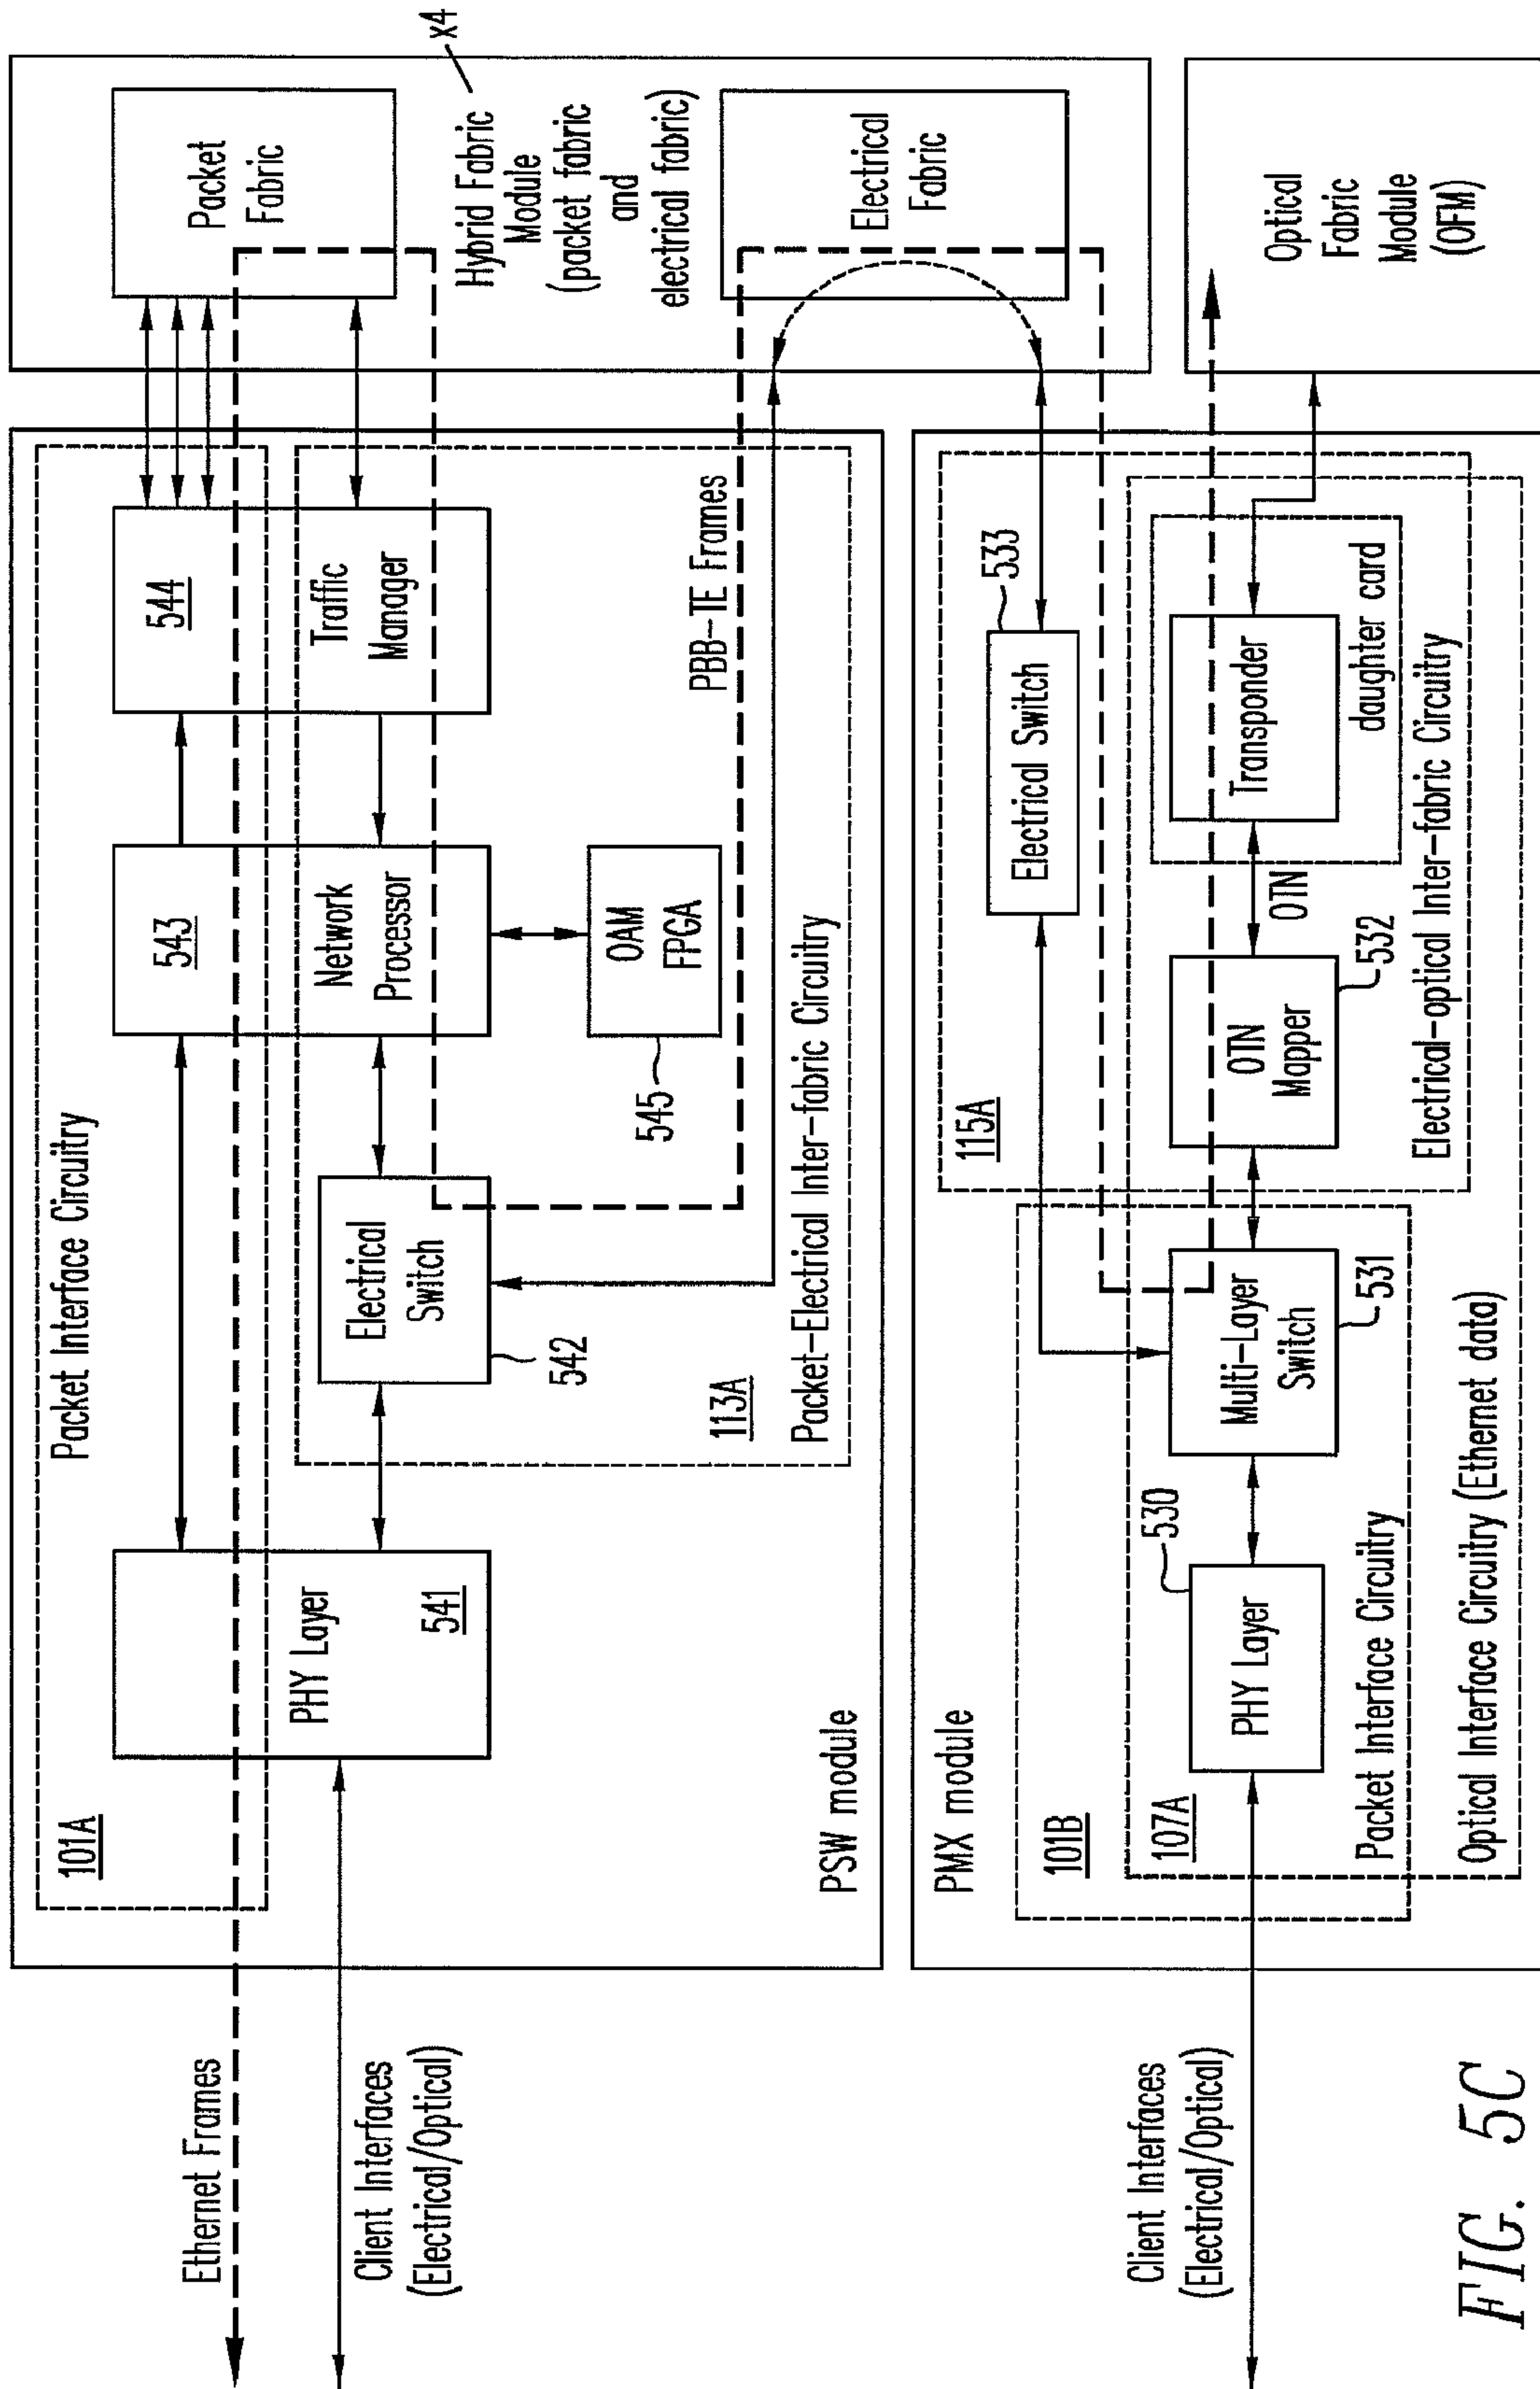 Ethernet Frames
Client Interfaces
(Electrical/Optical)
101A
Packet Interface Circuitry
PHY Layer
541
543
Network
Processor
544
Traffic
Manager
Electrical
Switch
542
OAM
FPGA
545
PBB-TE Frames
113A
Packet-Electrical Inter-fabric Circuitry
PSW module
Packet
Fabric
x4
Hybrid Fabric
Module
(packet fabric
and
electrical fabric)
Electrical
Fabric
Client Interfaces
(Electrical/Optical)
PMX module
101B
107A
PHY Layer
530
Multi-Layer
Switch
531
Packet Interface Circuitry
Optical Interface Circuitry (Ethernet data)
115A
Electrical Switch
533
OTN
Mapper
532
OTN
Transponder
daughter card
Electrical-optical Inter-fabric Circuitry
Optical
Fabric
Module
(OFM)
FIG. 5C